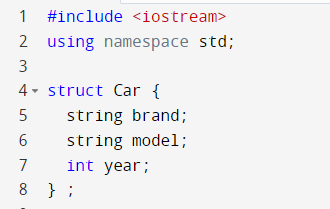 1 #include <iostream>
2 using namespace std;
3
4 struct Car {
5   string brand;
6   string model;
7   int year;
8 } ;